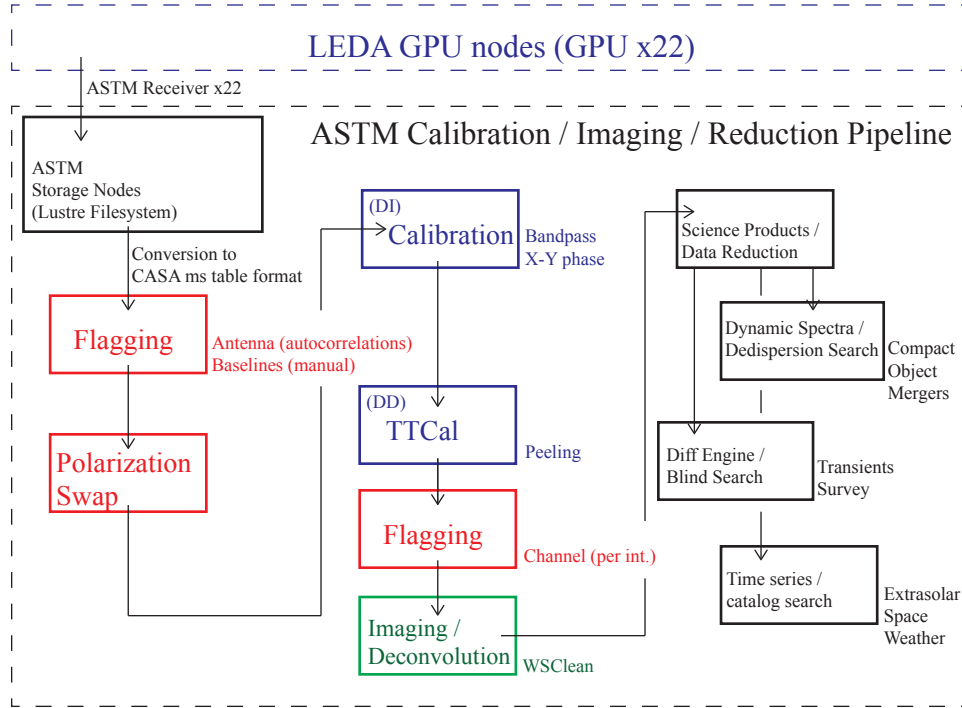 LEDA GPU nodes (GPU x22)
ASTM Receiver x22
ASTM Calibration / Imaging / Reduction Pipeline
ASTM
Storage Nodes
(Lustre Filesystem)
Conversion to
CASA ms table format
Flagging
Antenna (autocorrelations)
Baselines (manual)
Polarization
Swap
(DI)
Calibration
Bandpass
X-Y phase
(DD)
TTCal
Peeling
Flagging
Channel (per int.)
Imaging /
Deconvolution
WSClean
Science Products /
Data Reduction
Dynamic Spectra /
Dedispersion Search
Compact
Object
Mergers
Diff Engine /
Blind Search
Transients
Survey
Time series /
catalog search
Extrasolar
Space
Weather